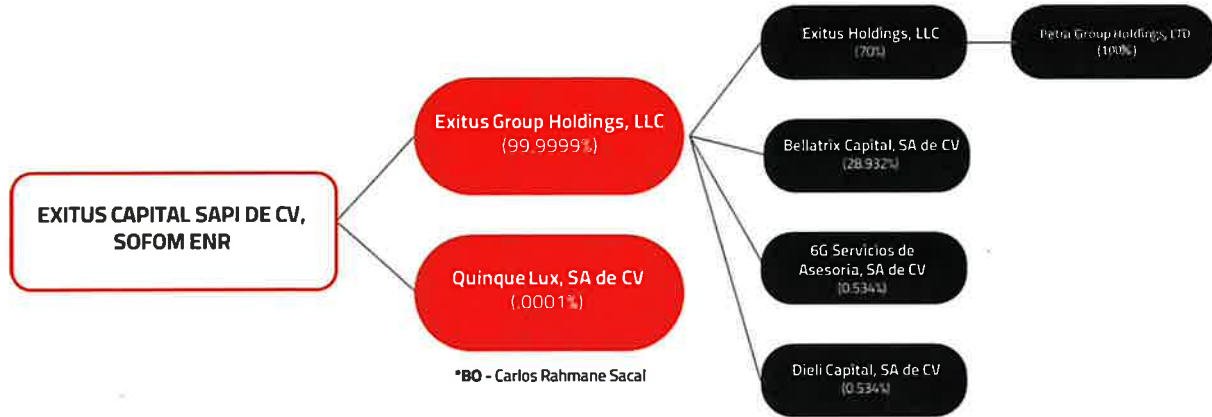 EXITUS CAPITAL SAPI DE CV,
SOFOM ENR
Exitus Group Holdings, LLC
(99.9999%)
Quinque Lux, SA de CV
(.0001%)
*BO - Carlos Rahmane Sacal
Exitus Holdings, LLC
(70%)
Petra Group Holdings, LTD
(100%)
Bellatrix Capital, SA de CV
(28.932%)
6G Servicios de
Asesoría, SA de CV
(0.534%)
Dieli Capital, SA de CV
(0.534%)